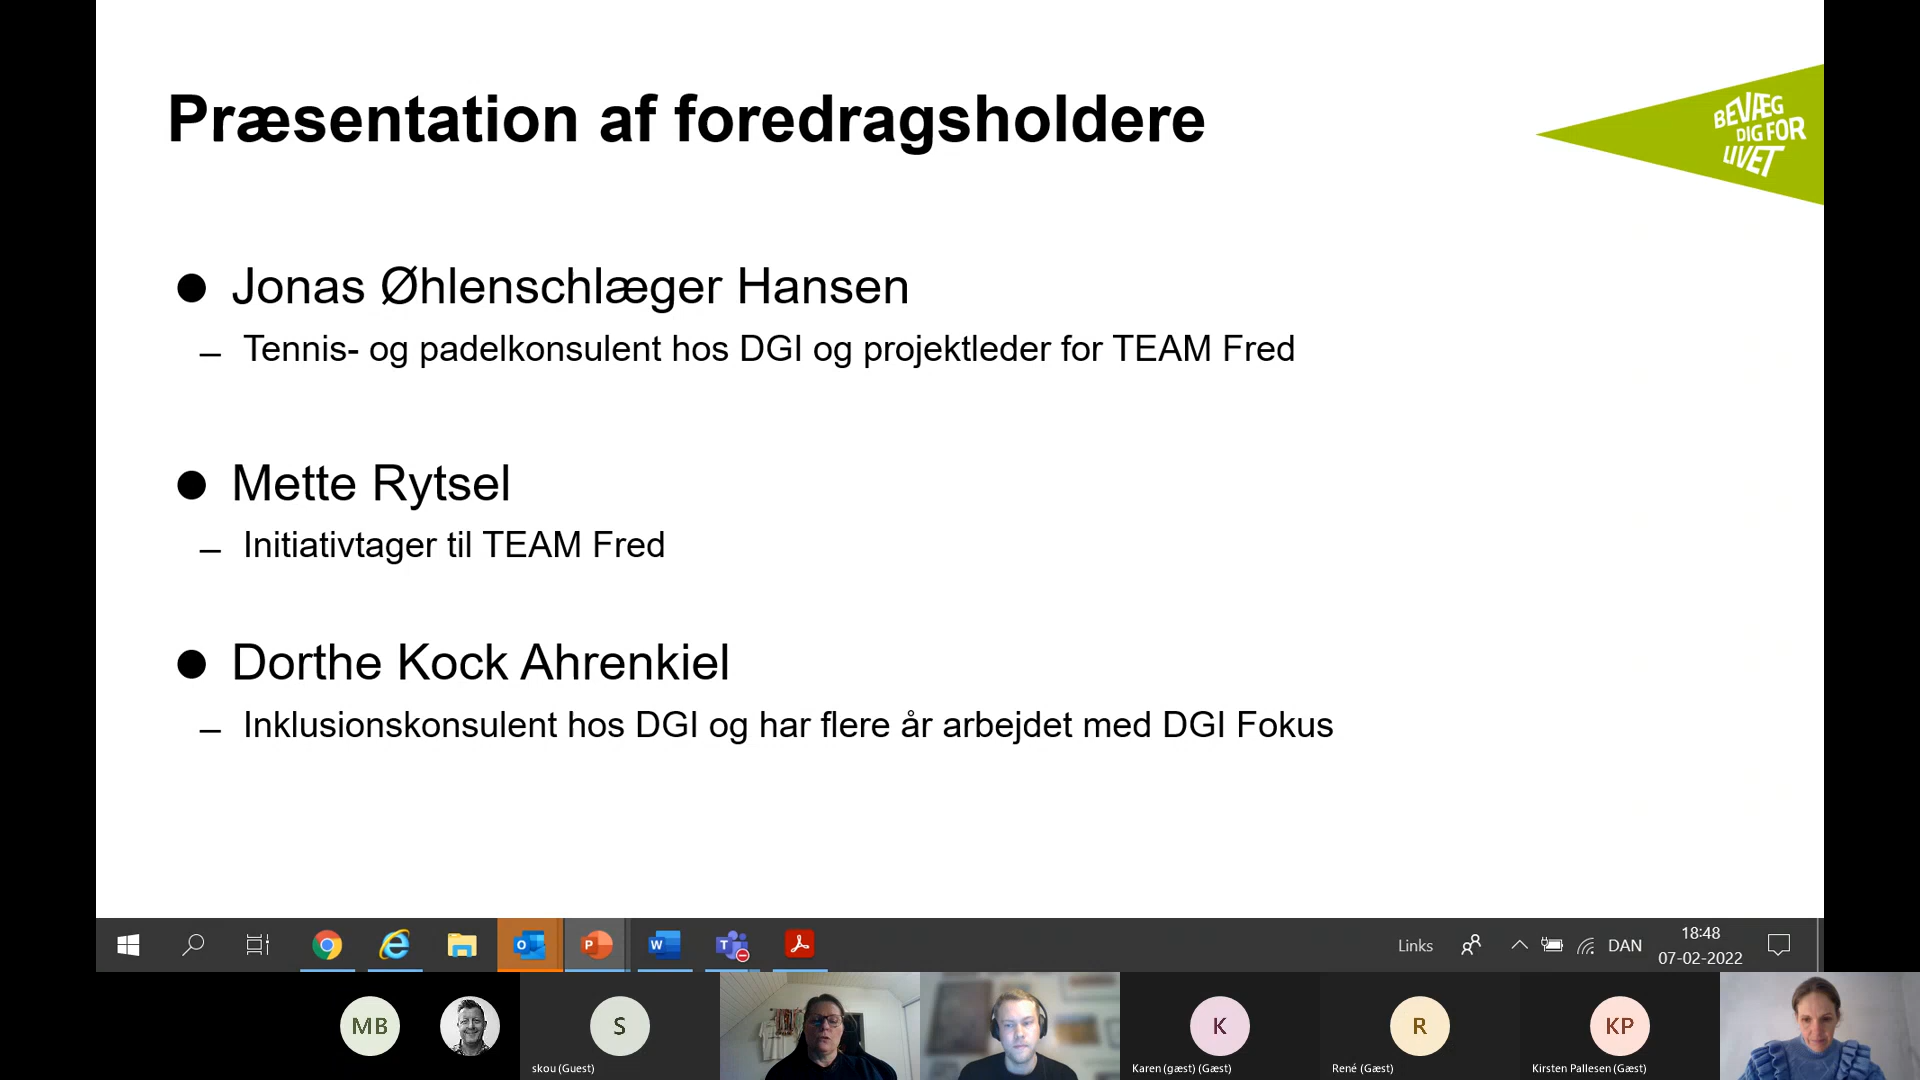 Præsentation af foredragsholdere
BEVÆG
DIG FOR
LIVET
Jonas Øhlenschlæger Hansen
– Tennis- og padelkonsulent hos DGI og projektleder for TEAM Fred
Mette Rytsel
– Initiativtager til TEAM Fred
Dorthe Kock Ahrenkiel
– Inklusionskonsulent hos DGI og har flere år arbejdet med DGI Fokus
Links
DAN
18:48
07-02-2022
MB
S
K
R
KP
skou (Guest)
Karen (gæst) (Gæst)
René (Gæst)
Kirsten Pallesen (Gæst)